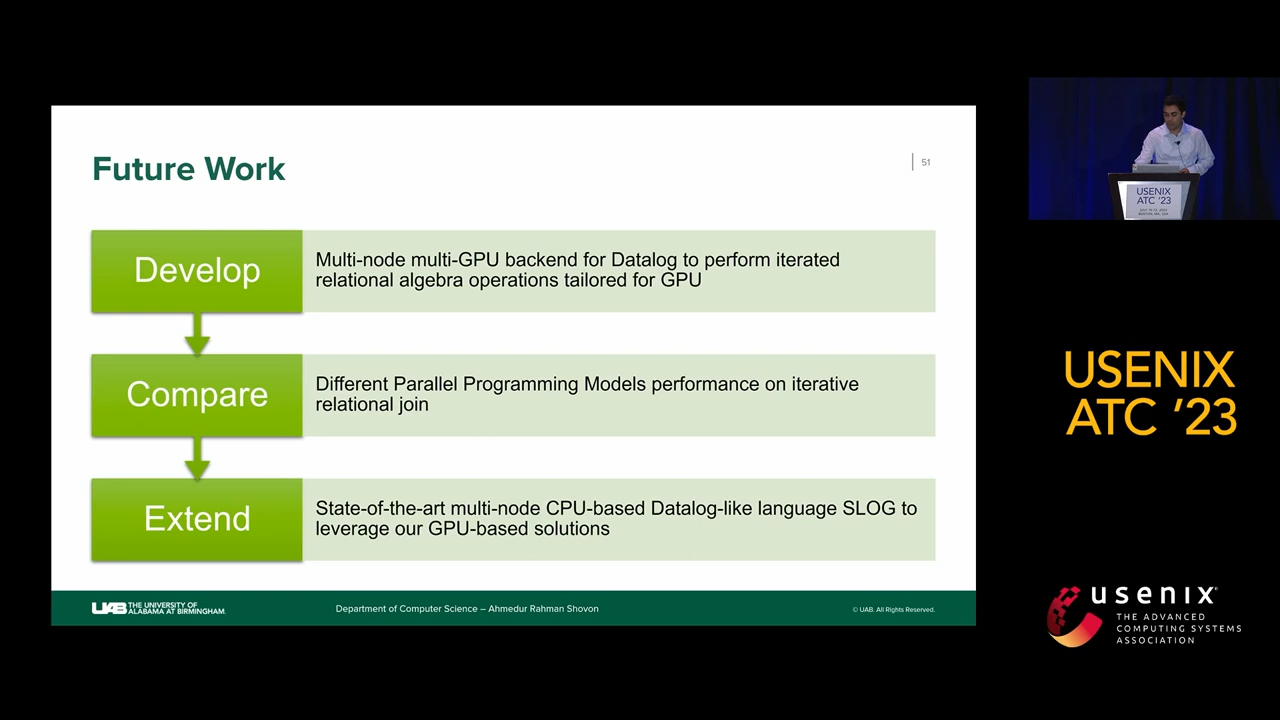 Future Work
51
Develop
Multi-node multi-GPU backend for Datalog to perform iterated
relational algebra operations tailored for GPU
Compare
Different Parallel Programming Models performance on iterative
relational join
Extend
State-of-the-art multi-node CPU-based Datalog-like language SLOG to
leverage our GPU-based solutions
UAB THE UNIVERSITY OF
ALABAMA AT BIRMINGHAM.
Department of Computer Science – Ahmedur Rahman Shovon
© UAB. All Rights Reserved.
USENIX
ATC '23
USENIX
ATC ’23
usenix
THE ADVANCED
COMPUTING SYSTEMS
ASSOCIATION